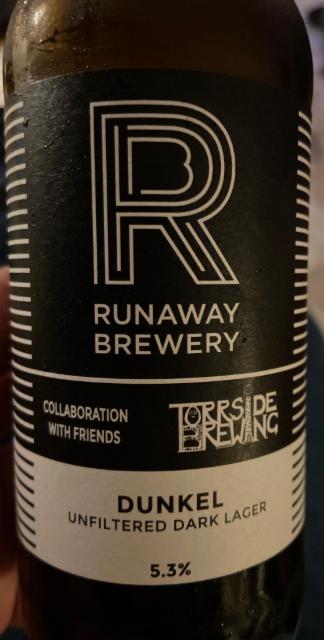 RUNAWAY
BREWERY
COLLABORATION
WITH FRIENDS
TORRSIDE
BREWING
DUNKEL
UNFILTERED DARK LAGER
5.3%